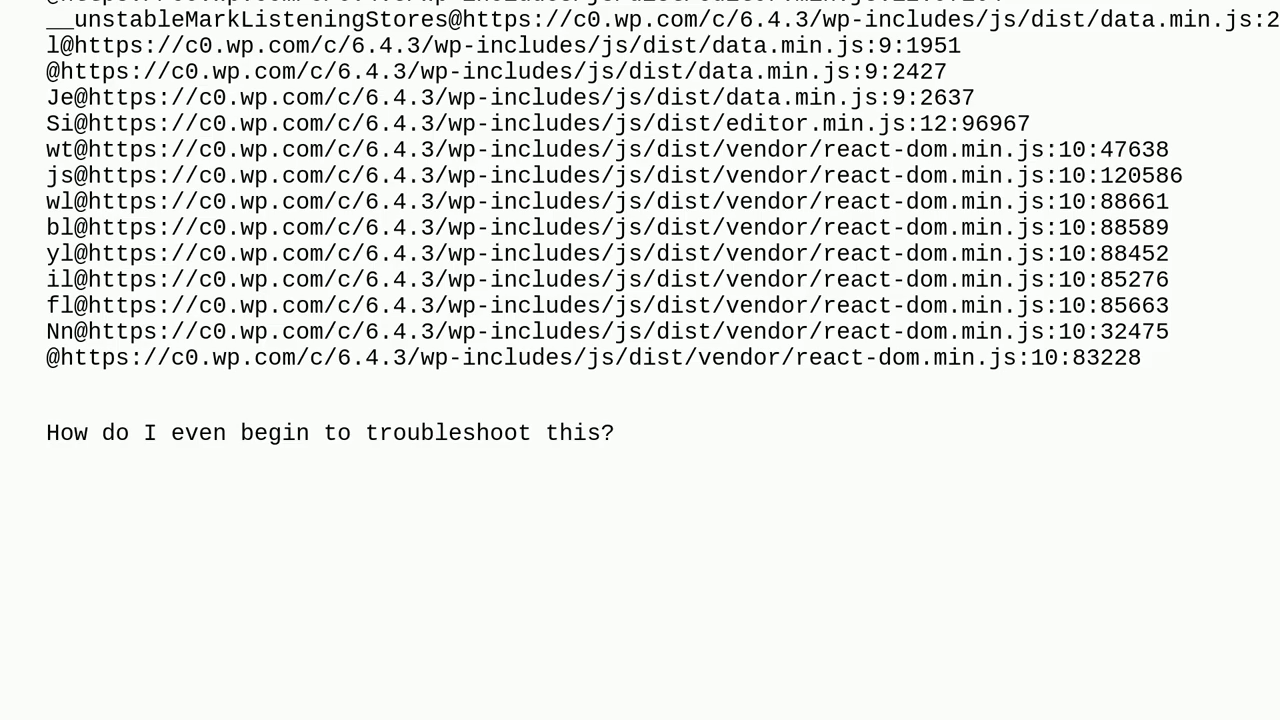 __unstableMarkListeningStores@https://c0.wp.com/c/6.4.3/wp-includes/js/dist/data.min.js:2
l@https://c0.wp.com/c/6.4.3/wp-includes/js/dist/data.min.js:9:1951
@https://c0.wp.com/c/6.4.3/wp-includes/js/dist/data.min.js:9:2427
Je@https://c0.wp.com/c/6.4.3/wp-includes/js/dist/data.min.js:9:2637
Si@https://c0.wp.com/c/6.4.3/wp-includes/js/dist/editor.min.js:12:96967
wt@https://c0.wp.com/c/6.4.3/wp-includes/js/dist/vendor/react-dom.min.js:10:47638
js@https://c0.wp.com/c/6.4.3/wp-includes/js/dist/vendor/react-dom.min.js:10:120586
wl@https://c0.wp.com/c/6.4.3/wp-includes/js/dist/vendor/react-dom.min.js:10:88661
bl@https://c0.wp.com/c/6.4.3/wp-includes/js/dist/vendor/react-dom.min.js:10:88589
yl@https://c0.wp.com/c/6.4.3/wp-includes/js/dist/vendor/react-dom.min.js:10:88452
il@https://c0.wp.com/c/6.4.3/wp-includes/js/dist/vendor/react-dom.min.js:10:85276
fl@https://c0.wp.com/c/6.4.3/wp-includes/js/dist/vendor/react-dom.min.js:10:85663
Nn@https://c0.wp.com/c/6.4.3/wp-includes/js/dist/vendor/react-dom.min.js:10:32475
@https://c0.wp.com/c/6.4.3/wp-includes/js/dist/vendor/react-dom.min.js:10:83228
How do I even begin to troubleshoot this?